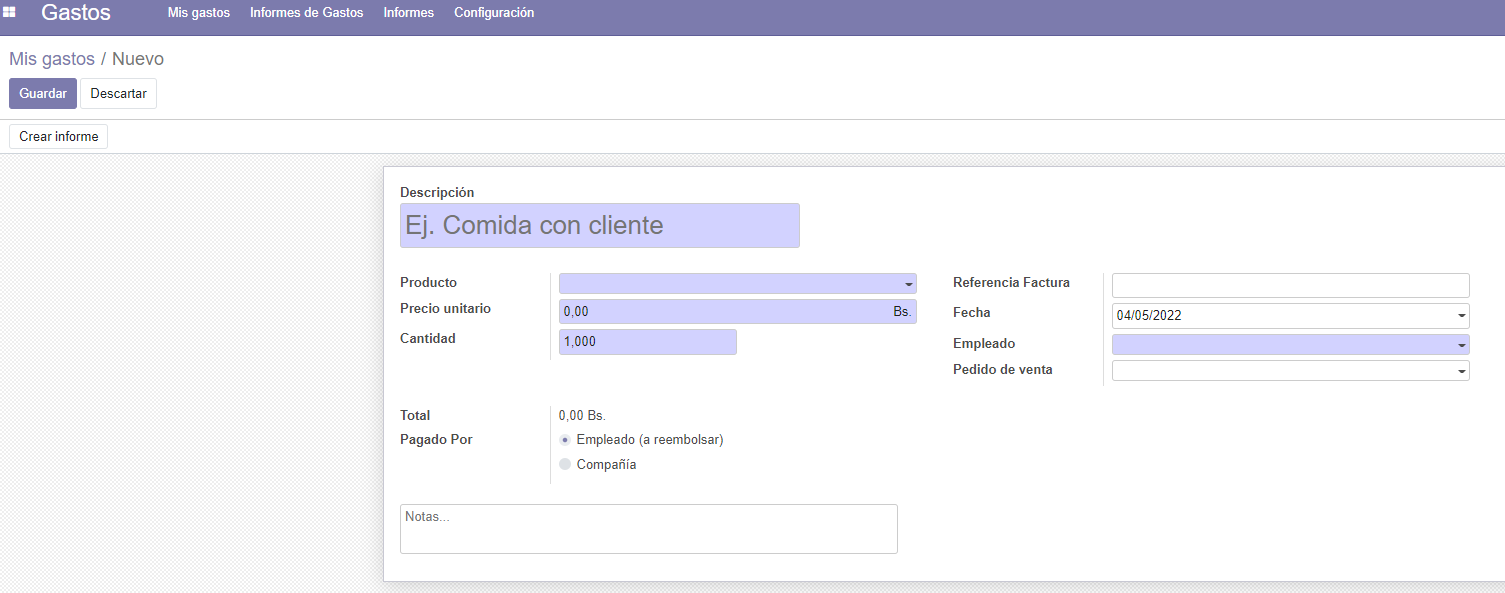 Gastos Mis gastos Informes de Gastos Informes Configuración
Mis gastos / Nuevo
Guardar Descartar
Crear informe
Descripción
Ej. Comida con cliente
Producto
Precio unitario 0,00 Bs.
Cantidad 1,000
Referencia Factura
Fecha 04/05/2022
Empleado
Pedido de venta
Total 0,00 Bs.
Pagado Por Empleado (a reembolsar)
Compañía
Notas...